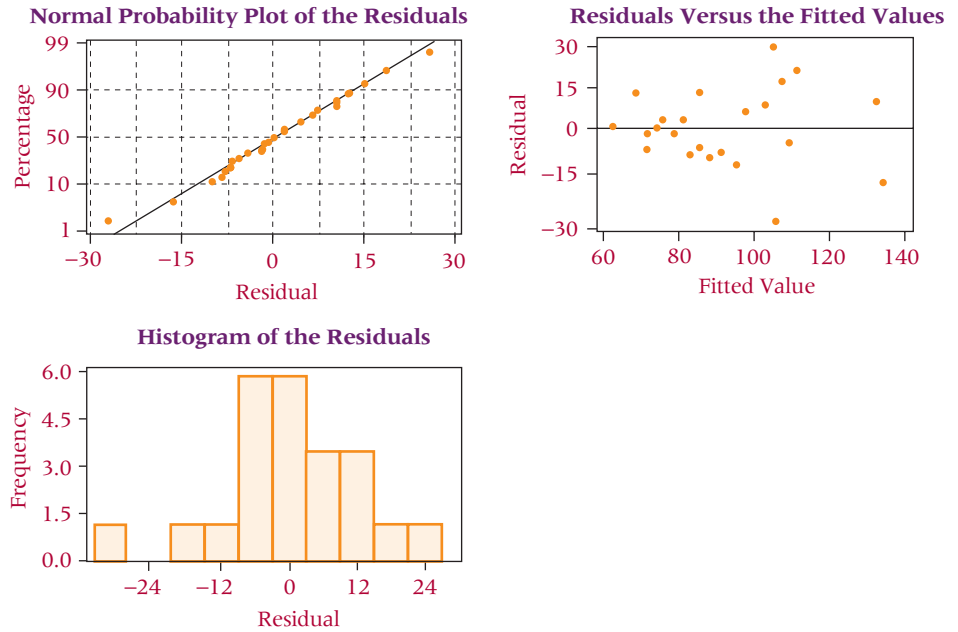 Normal Probability Plot of the Residuals
99
90
50
10
1
Percentage
−30 −15 0 15 30
Residual
Residuals Versus the Fitted Values
30
15
0
−15
−30
Residual
60 80 100 120 140
Fitted Value
Histogram of the Residuals
6.0
4.5
3.0
1.5
0.0
Frequency
−24 −12 0 12 24
Residual